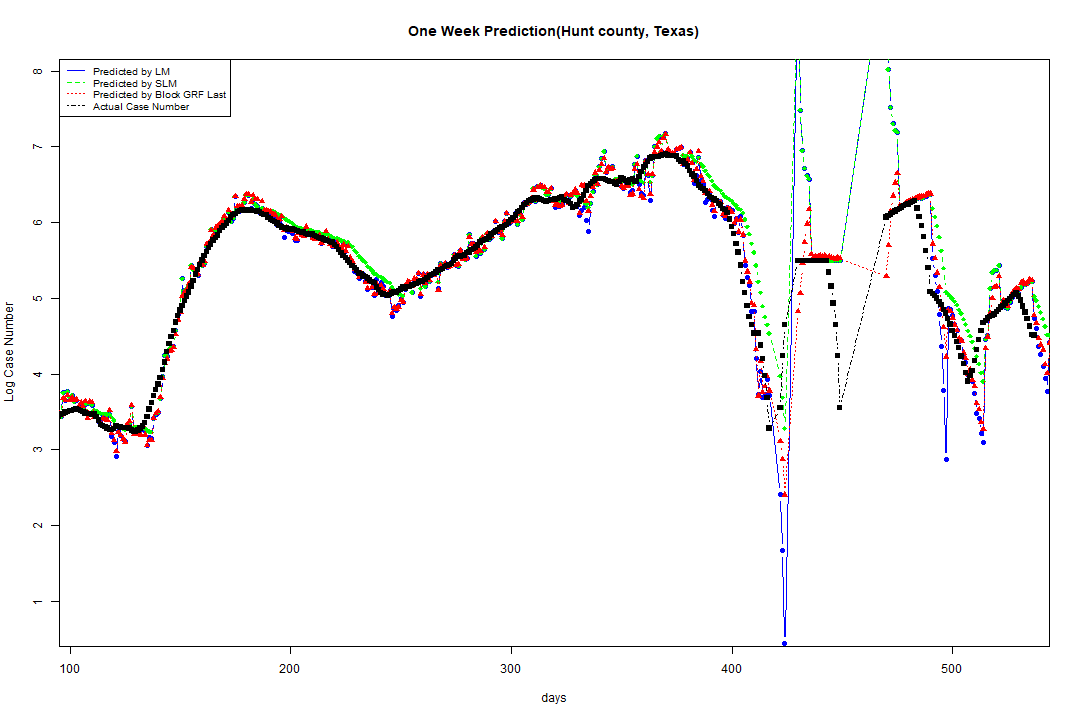 One Week Prediction(Hunt county, Texas)
Predicted by LM
Predicted by SLM
Predicted by Block GRF Last
Actual Case Number
8
7
6
5
4
3
2
1
Log Case Number
100 200 300 400 500
days